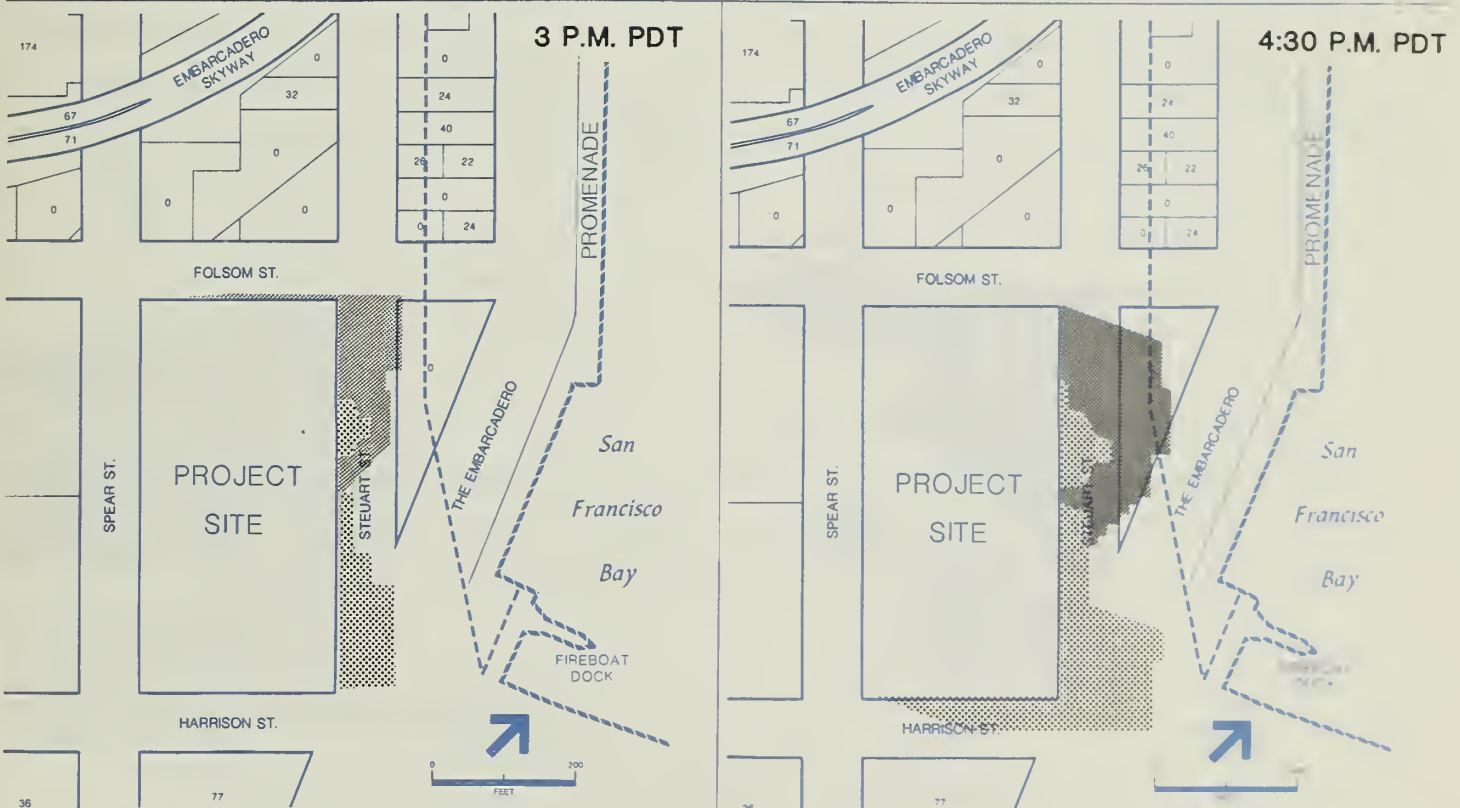 3 P.M. PDT
174
EMBARCADERO
SKYWAY
67
71
0
32
0
0
0
0
0
24
40
26 22
0
0 24
PROMENADE
FOLSOM ST.
0
SPEAR ST.
PROJECT
SITE
STEUART ST.
THE EMBARCADERO
San
Francisco
Bay
FIREBOAT
DOCK
HARRISON ST.
0 200
FEET
36
77
4:30 P.M. PDT
174
EMBARCADERO
SKYWAY
67
71
0
32
0
0
0
0
0
24
40
26 22
0
0 24
PROMENADE
FOLSOM ST.
SPEAR ST.
PROJECT
SITE
STEUART ST.
THE EMBARCADERO
San
Francisco
Bay
HARRISON ST.
77